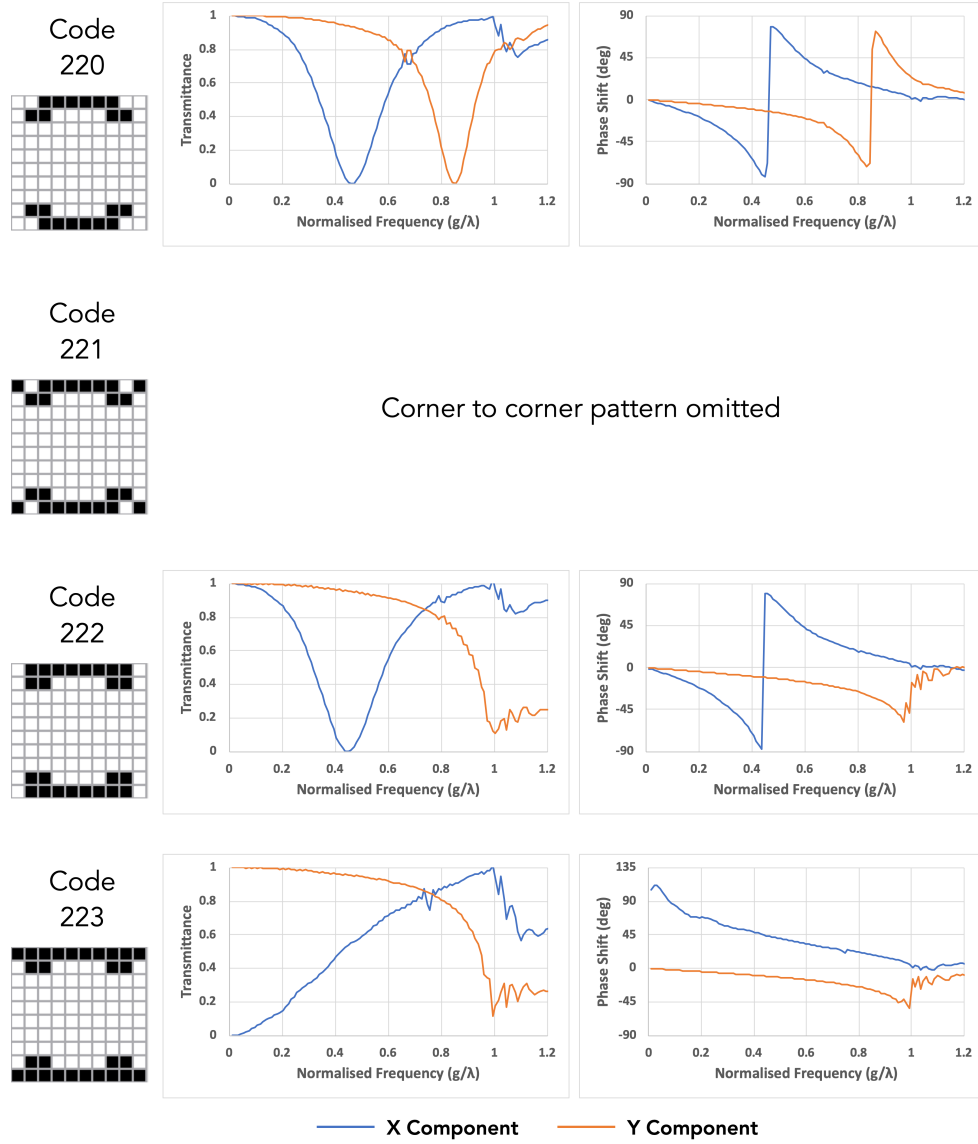 Code
220
Transmittance
1
0.8
0.6
0.4
0.2
0
0 0.2 0.4 0.6 0.8 1 1.2
Normalised Frequency (g/λ)
Phase Shift (deg)
90
45
0
-45
-90
0 0.2 0.4 0.6 0.8 1 1.2
Normalised Frequency (g/λ)
Code
221
Corner to corner pattern omitted
Code
222
Transmittance
1
0.8
0.6
0.4
0.2
0
0 0.2 0.4 0.6 0.8 1 1.2
Normalised Frequency (g/λ)
Phase Shift (deg)
90
45
0
-45
-90
0 0.2 0.4 0.6 0.8 1 1.2
Normalised Frequency (g/λ)
Code
223
Transmittance
1
0.8
0.6
0.4
0.2
0
0 0.2 0.4 0.6 0.8 1 1.2
Normalised Frequency (g/λ)
Phase Shift (deg)
135
90
45
0
-45
-90
0 0.2 0.4 0.6 0.8 1 1.2
Normalised Frequency (g/λ)
X Component Y Component